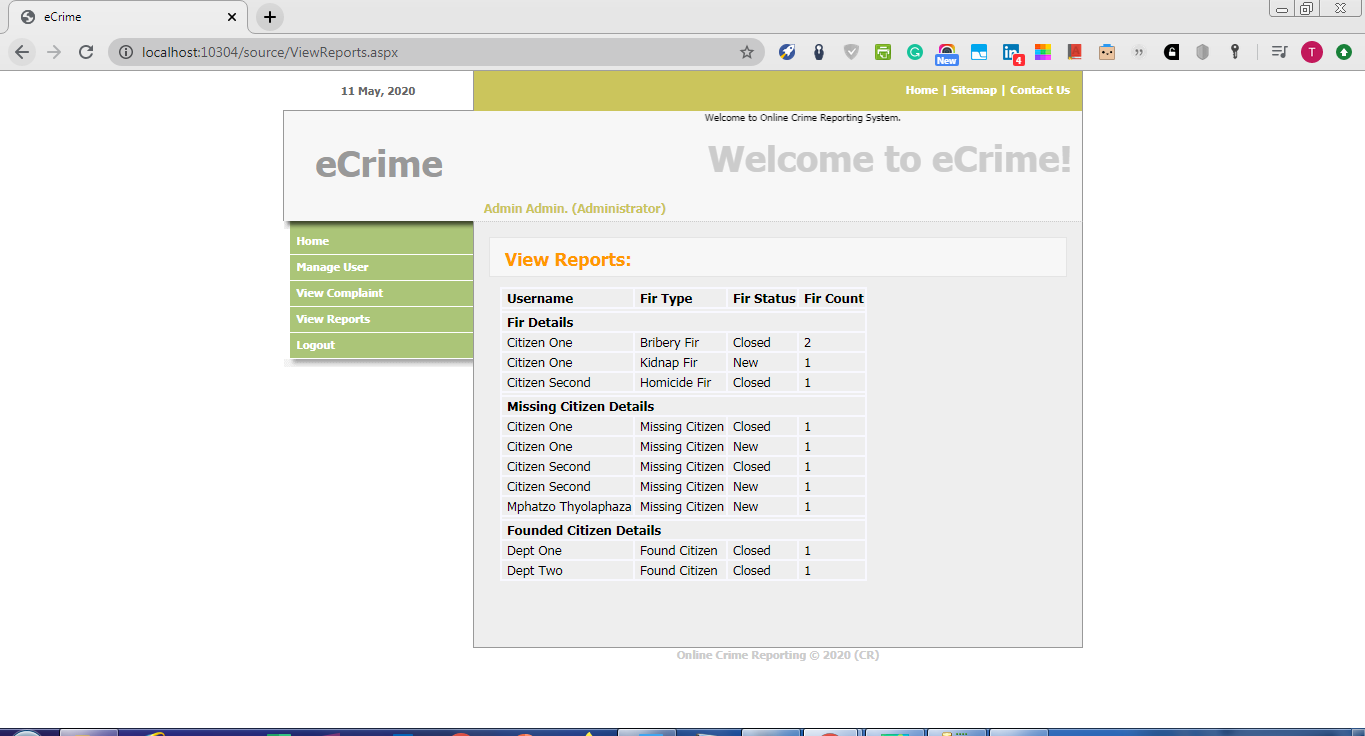 eCrime
localhost:10304/source/ViewReports.aspx
New
4
T
11 May, 2020
Home | Sitemap | Contact Us
Welcome to Online Crime Reporting System.
eCrime
Welcome to eCrime!
Admin Admin. (Administrator)
Home
Manage User
View Complaint
View Reports
Logout
View Reports:
Username Fir Type Fir Status Fir Count
Fir Details
Citizen One Bribery Fir Closed 2
Citizen One Kidnap Fir New 1
Citizen Second Homicide Fir Closed 1
Missing Citizen Details
Citizen One Missing Citizen Closed 1
Citizen One Missing Citizen New 1
Citizen Second Missing Citizen Closed 1
Citizen Second Missing Citizen New 1
Mphatzo Thyolaphaza Missing Citizen New 1
Founded Citizen Details
Dept One Found Citizen Closed 1
Dept Two Found Citizen Closed 1
Online Crime Reporting © 2020 (CR)